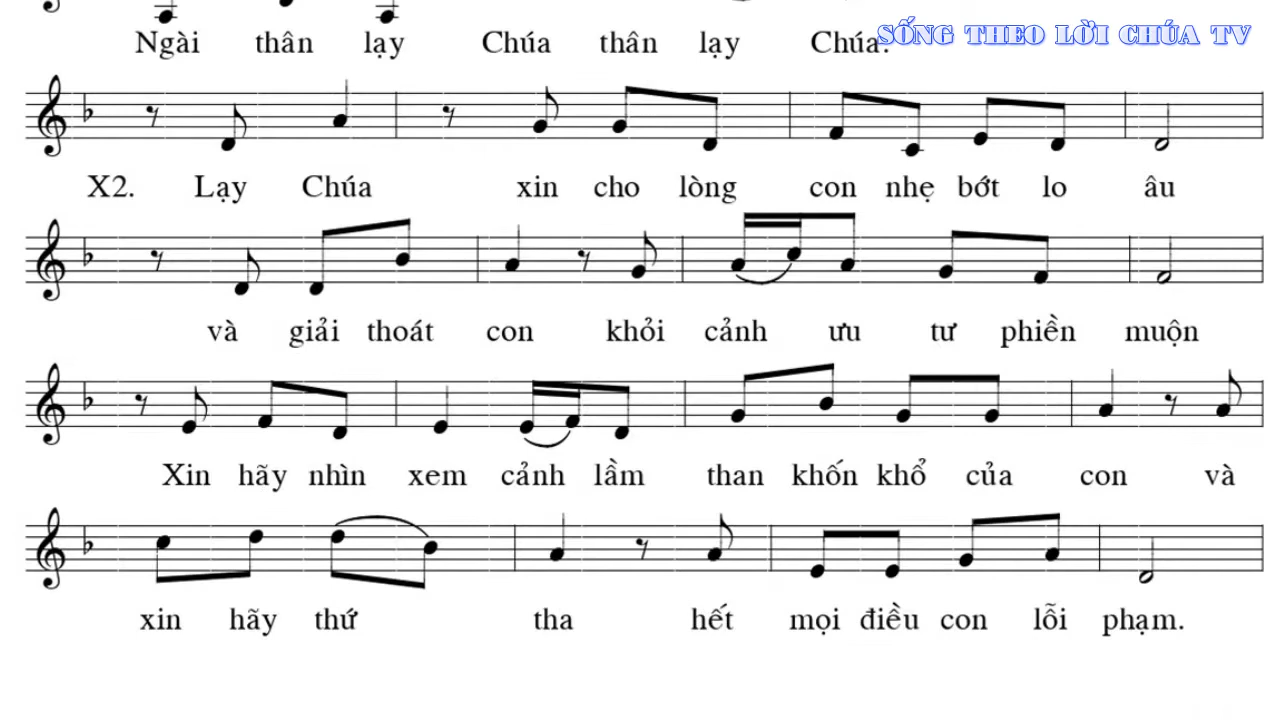 SỐNG THEO LỜI CHÚA TV
Ngài thân lạy Chúa thân lạy Chúa.
X2. Lạy Chúa xin cho lòng con nhẹ bớt lo âu
và giải thoát con khỏi cảnh ưu tư phiền muộn
Xin hãy nhìn xem cảnh lầm than khốn khổ của con và
xin hãy thứ tha hết mọi điều con lỗi phạm.